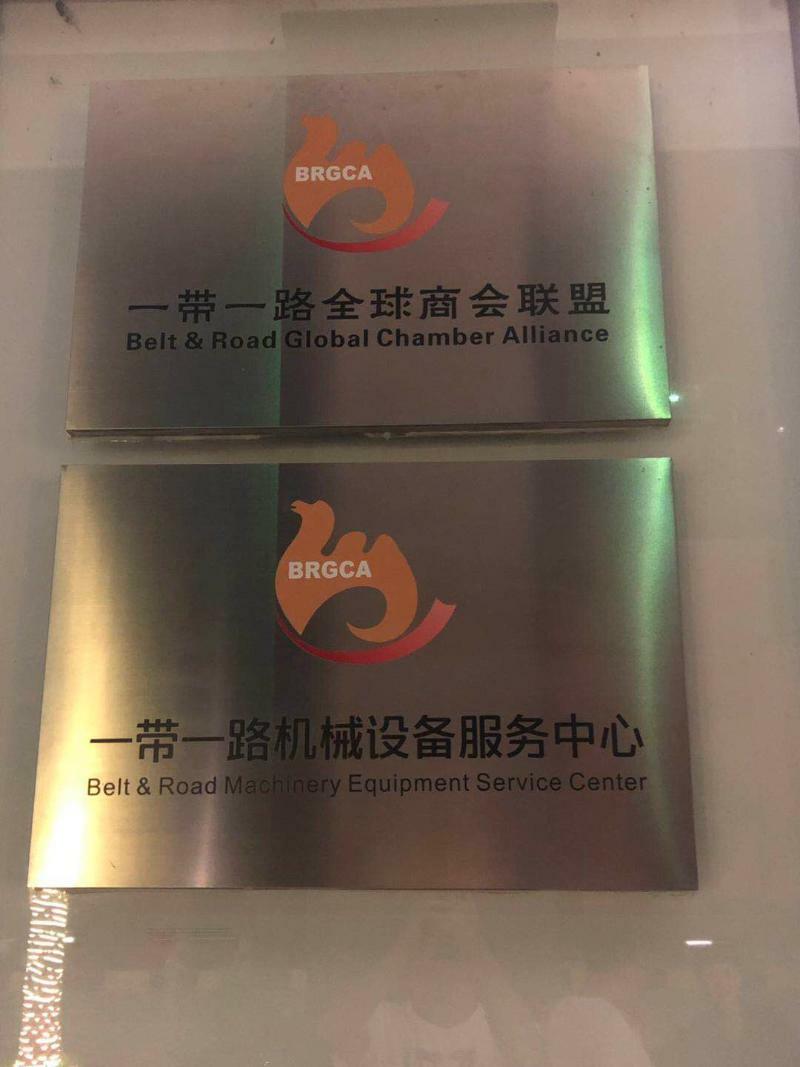 BRGCA
一带一路全球商会联盟
Belt & Road Global Chamber Alliance
BRGCA
一带一路机械设备服务中心
Belt & Road Machinery Equipment Service Center